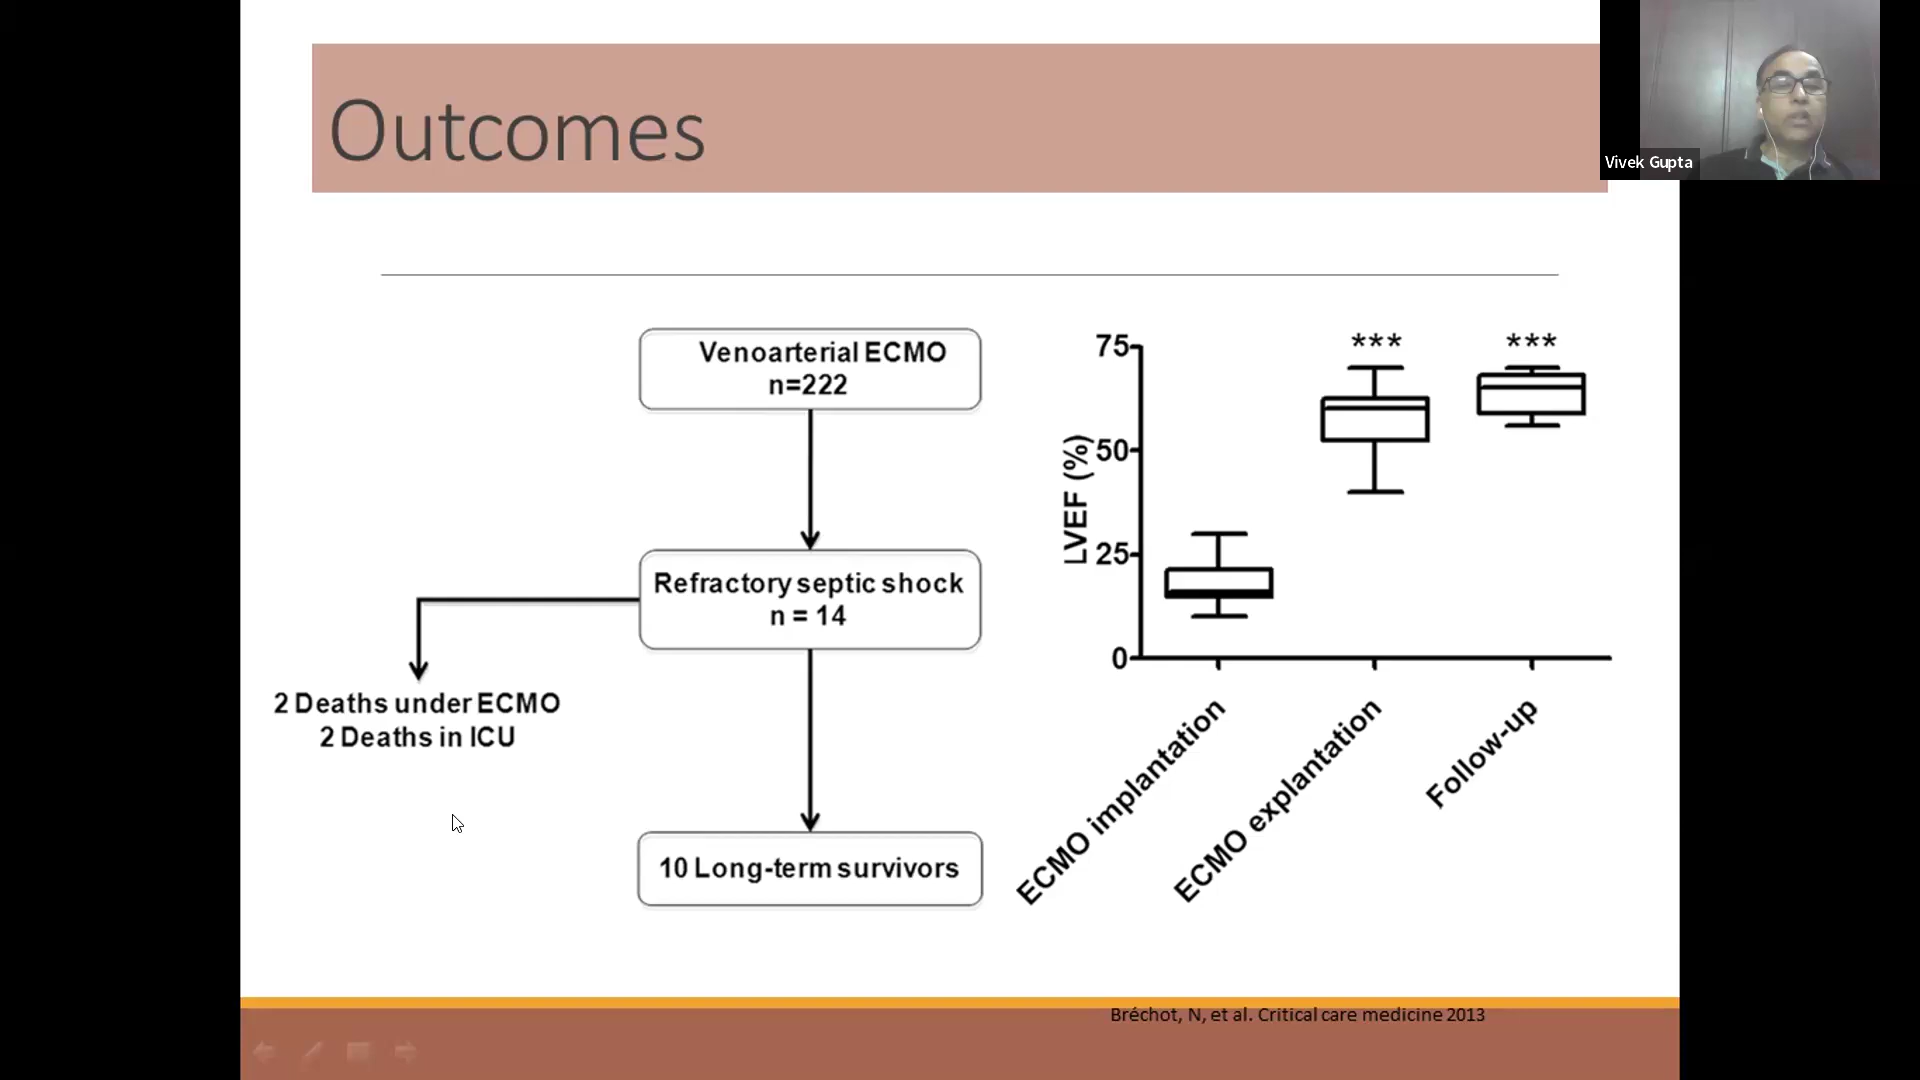 Outcomes
Vivek Gupta
Venoarterial ECMO
n=222
Refractory septic shock
n = 14
2 Deaths under ECMO
2 Deaths in ICU
10 Long-term survivors
LVEF (%)
75
50
25
0
***
***
ECMO implantation
ECMO explantation
Follow-up
Bréchot, N, et al. Critical care medicine 2013